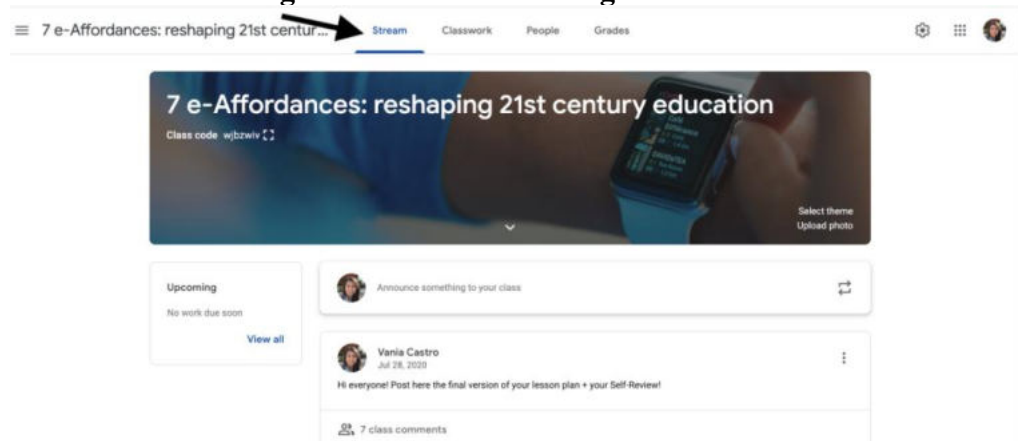 7 e-Affordances: reshaping 21st centur... Stream Classwork People Grades
7 e-Affordances: reshaping 21st century education
Class code wjbzwiv
Select theme
Upload photo
Upcoming
No work due soon
View all
Announce something to your class
Vania Castro
Jul 28, 2020
Hi everyone! Post here the final version of your lesson plan + your Self-Review!
7 class comments